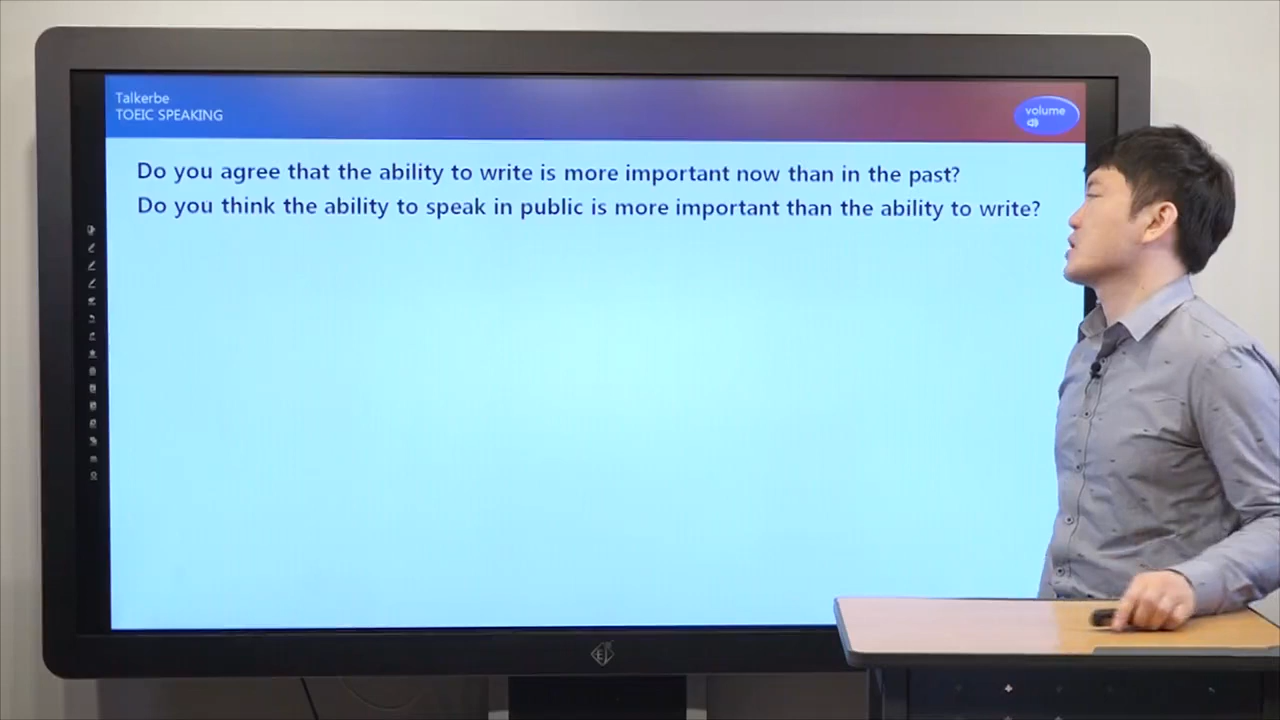 Talkerbe
TOEIC SPEAKING
volume
Do you agree that the ability to write is more important now than in the past?
Do you think the ability to speak in public is more important than the ability to write?